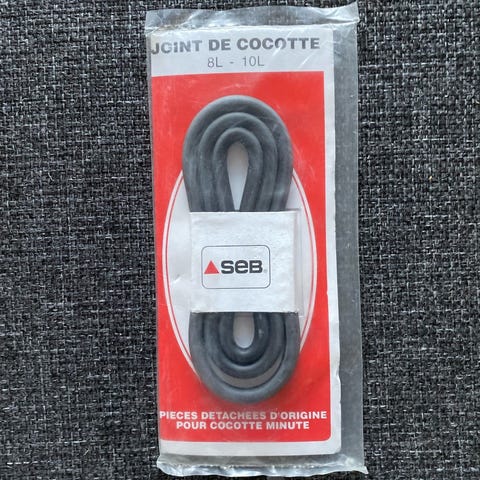 JOINT DE COCOTTE
8L - 10L
SEB®
PIECES DETACHEES D'ORIGINE
POUR COCOTTE MINUTE